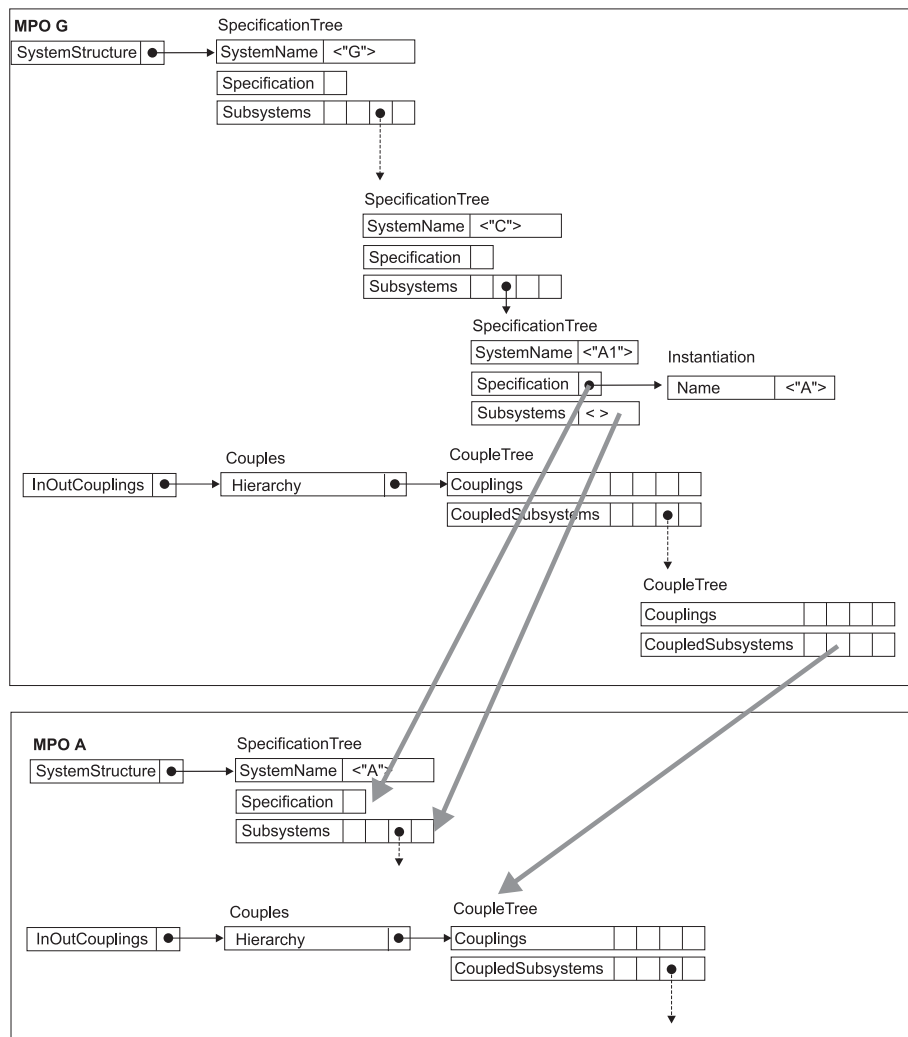 MPO G
SpecificationTree
SystemStructure
SystemName <"G">
Specification
Subsystems
SpecificationTree
SystemName <"C">
Specification
Subsystems
SpecificationTree
SystemName <"A1">
Instantiation
Specification
Name <"A">
Subsystems < >
Couples
CoupleTree
InOutCouplings
Hierarchy
Couplings
CoupledSubsystems
CoupleTree
Couplings
CoupledSubsystems
MPO A
SpecificationTree
SystemStructure
SystemName <"A">
Specification
Subsystems
Couples
CoupleTree
InOutCouplings
Hierarchy
Couplings
CoupledSubsystems